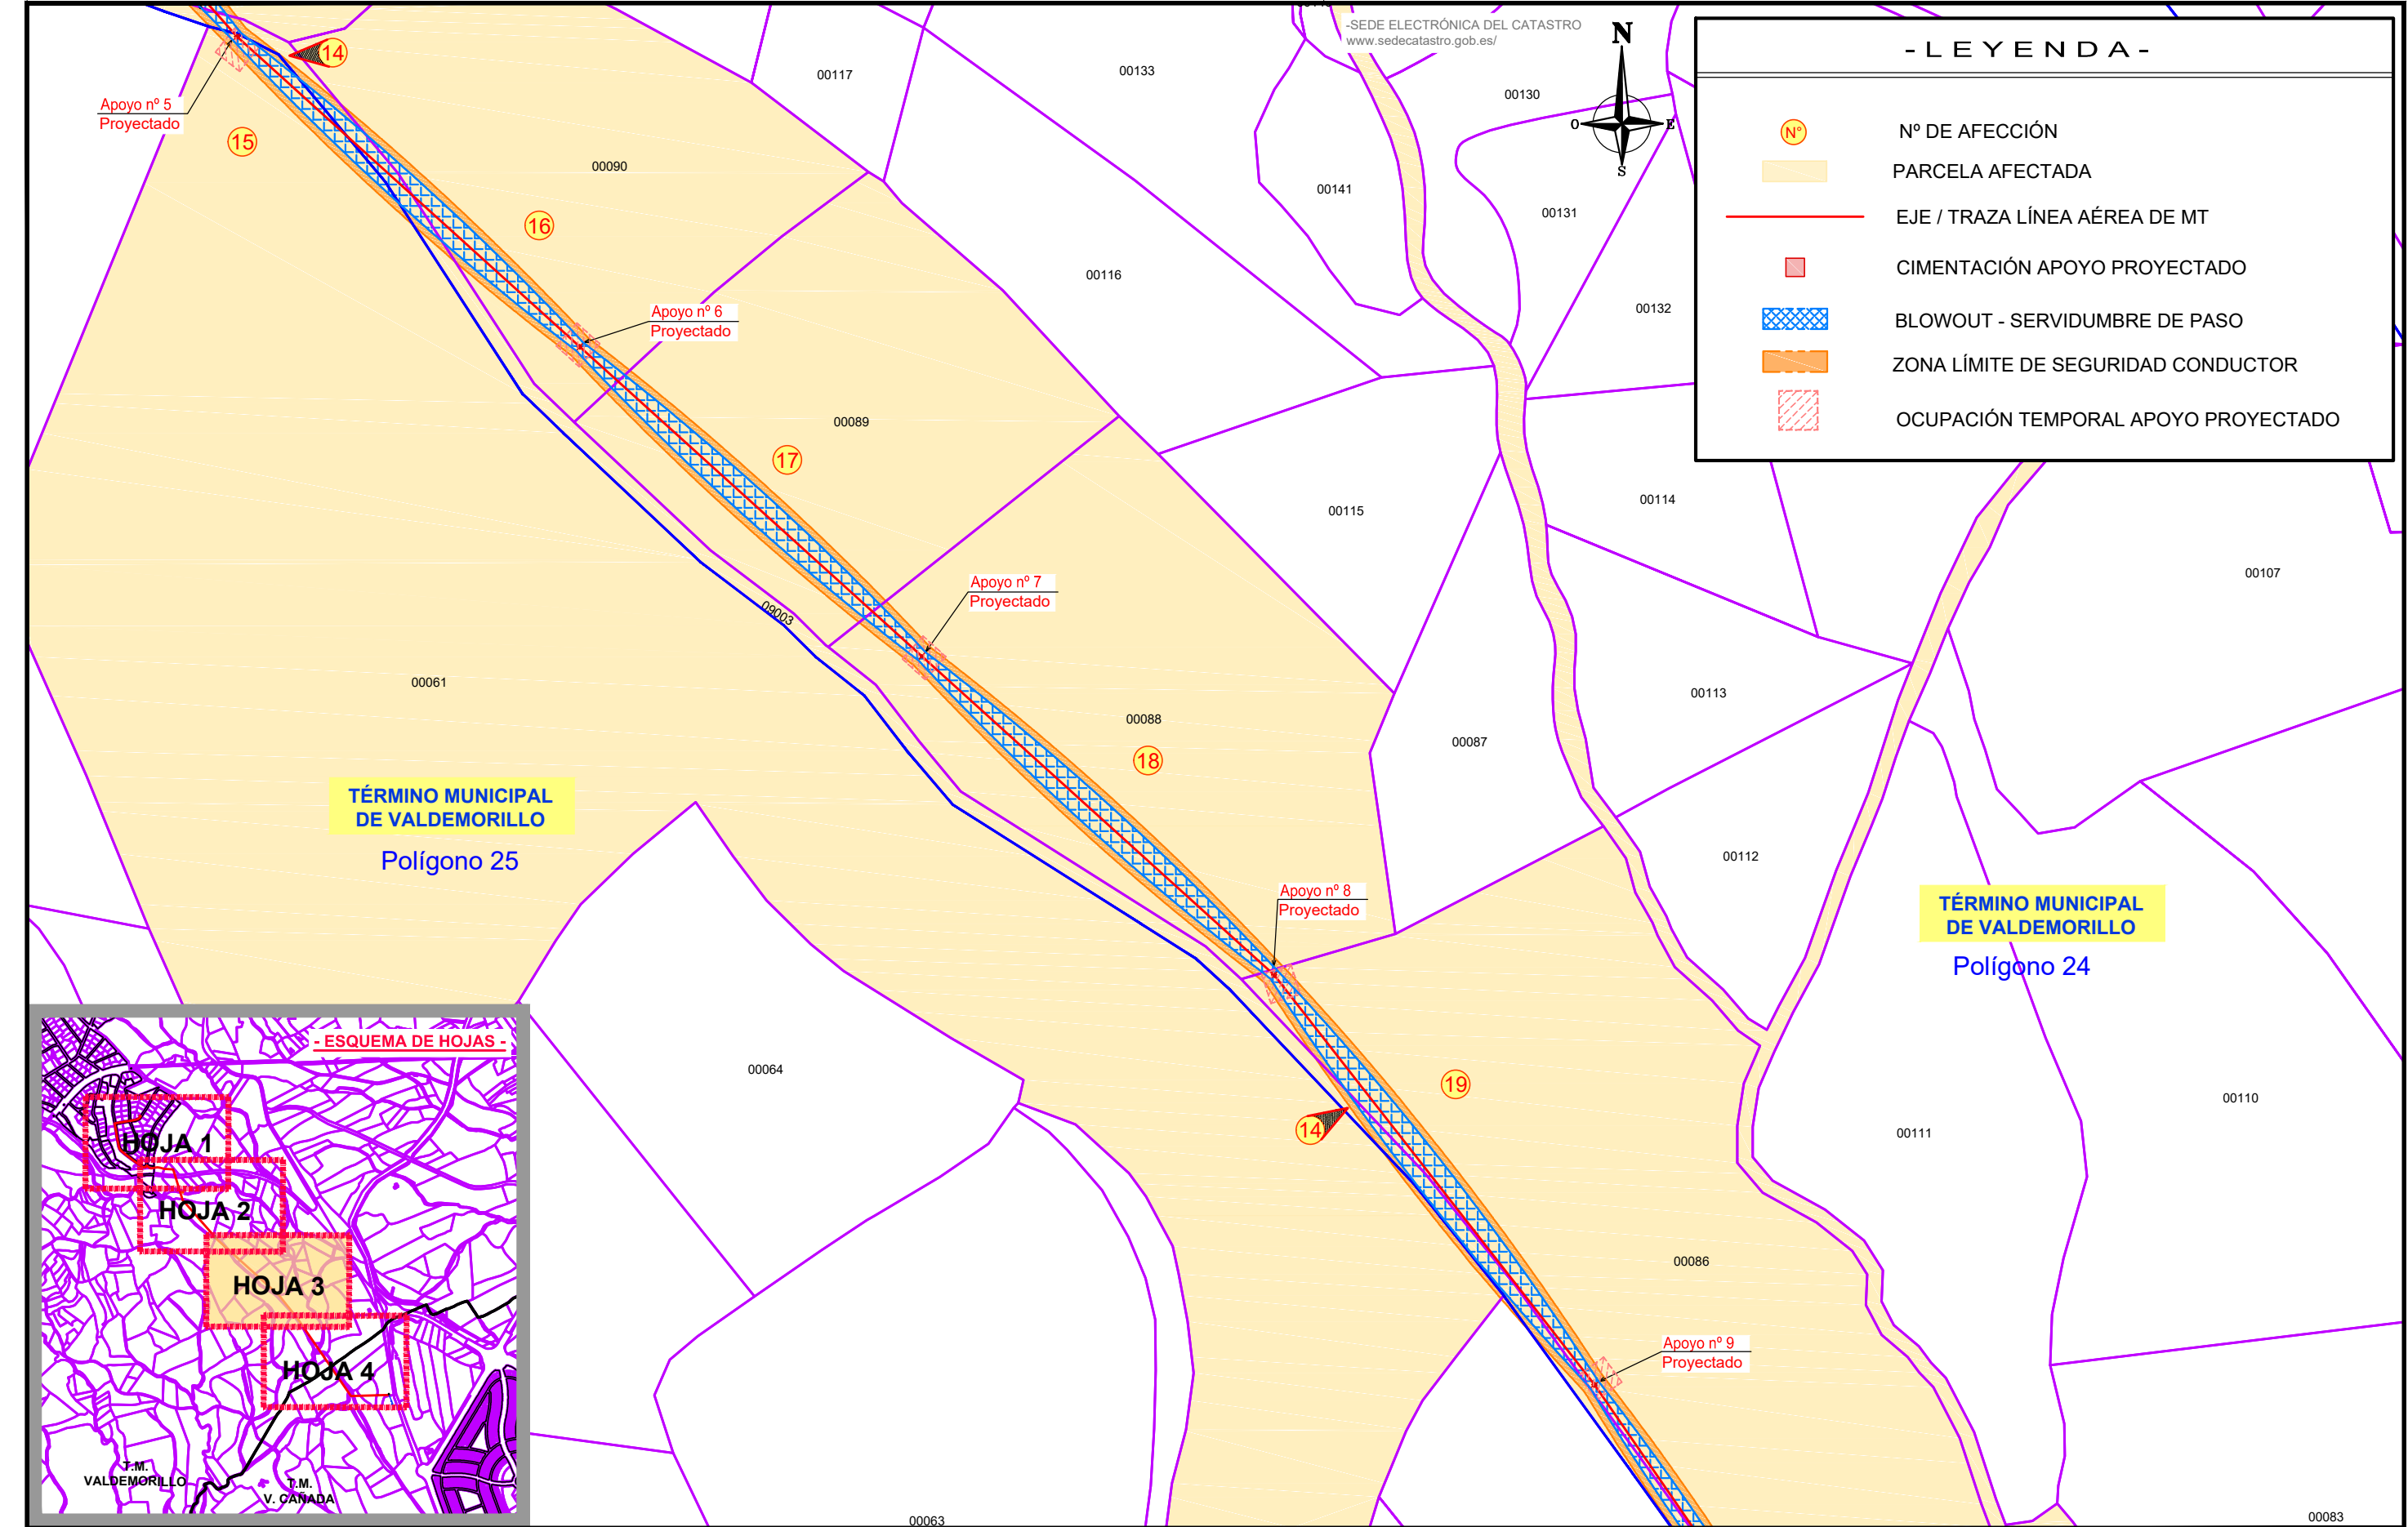 -SEDE ELECTRÓNICA DEL CATASTRO
www.sedecatastro.gob.es/
N
O
E
S
-LEYENDA-
Nº
Nº DE AFECCIÓN
PARCELA AFECTADA
EJE / TRAZA LÍNEA AÉREA DE MT
CIMENTACIÓN APOYO PROYECTADO
BLOWOUT - SERVIDUMBRE DE PASO
ZONA LÍMITE DE SEGURIDAD CONDUCTOR
OCUPACIÓN TEMPORAL APOYO PROYECTADO
14
Apoyo nº 5
Proyectado
15
00090
16
00117
00133
00130
00141
00131
00116
00132
Apoyo nº 6
Proyectado
00089
17
00115
00114
00107
Apoyo nº 7
Proyectado
09003
00061
00088
18
00087
00113
TÉRMINO MUNICIPAL
DE VALDEMORILLO
Polígono 25
00112
Apoyo nº 8
Proyectado
TÉRMINO MUNICIPAL
DE VALDEMORILLO
Polígono 24
00064
19
14
00110
00111
00086
Apoyo nº 9
Proyectado
00063
00083
- ESQUEMA DE HOJAS -
HOJA 1
HOJA 2
HOJA 3
HOJA 4
T.M.
VALDEMORILLO
T.M.
V. CAÑADA